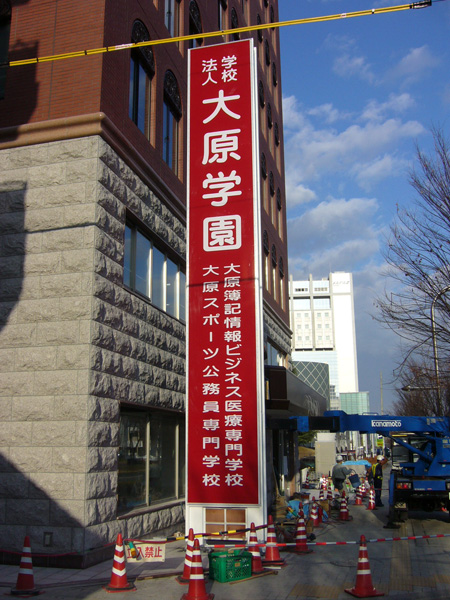 学校法人
大原学園
大原簿記情報ビジネス医療専門学校
大原スポーツ公務員専門学校
立入禁止
kanamoto